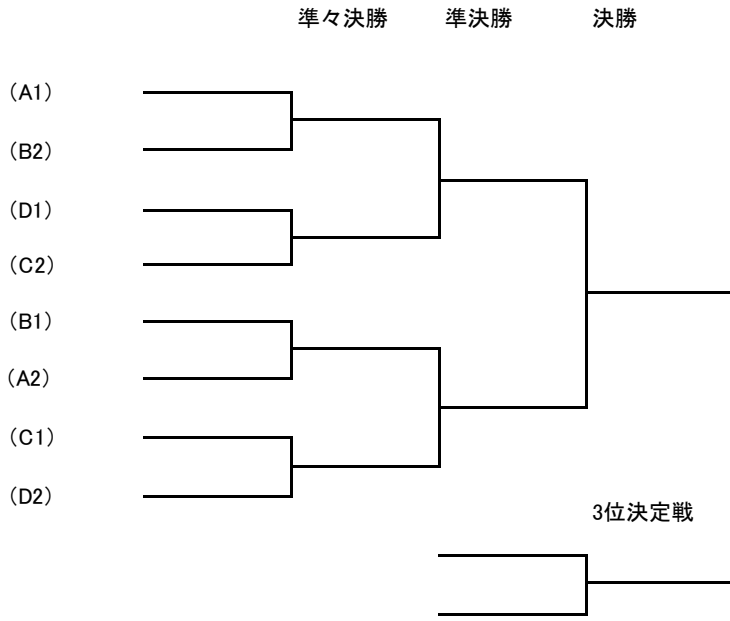 準々決勝 準決勝 決勝
（A1）
（B2）
（D1）
（C2）
（B1）
（A2）
（C1）
（D2）
3位決定戦